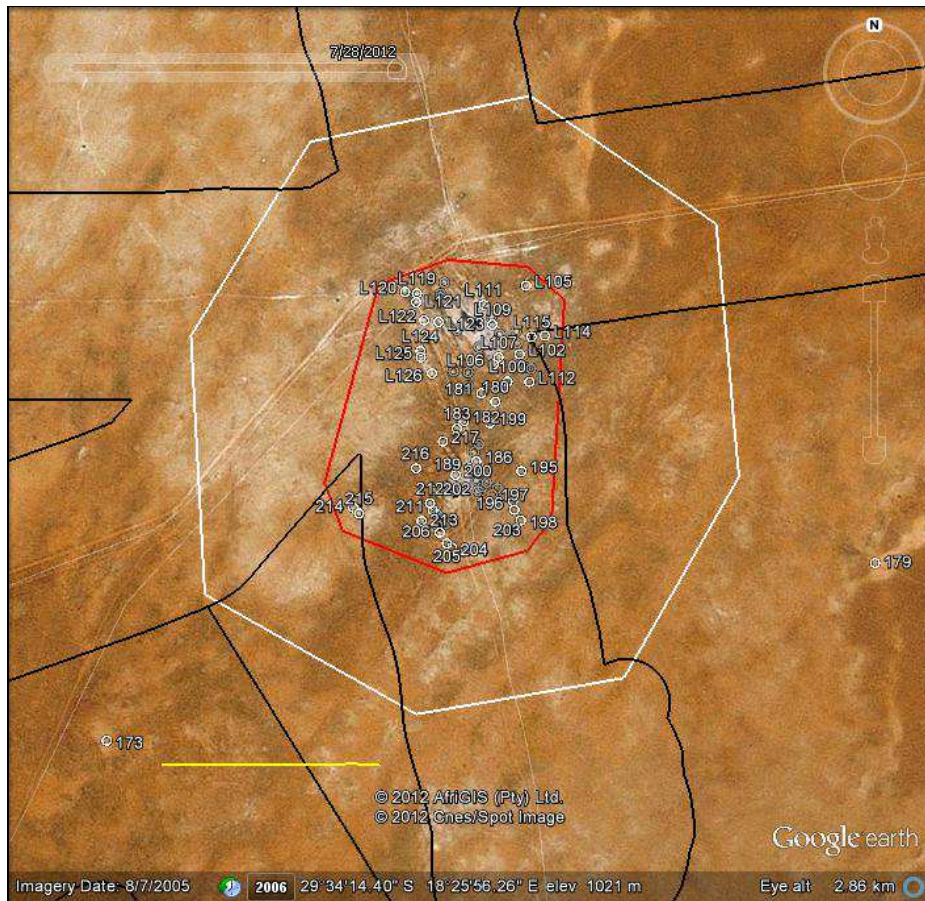 N
7/28/2012
L119
L105
L120
L111
L121
L109
L122
L123
L115
L114
L124
L107
L102
L125
L106
L100
L126
L112
181
180
183
182
199
217
216
186
189
200
195
212
202
197
214
215
211
196
213
206
203
198
205
204
179
173
© 2012 AfriGIS (Pty) Ltd.
© 2012 Cnes/Spot Image
Google earth
Imagery Date: 8/7/2005
2006
29°34'14.40" S 18°25'56.26" E elev 1021 m
Eye alt 2.86 km